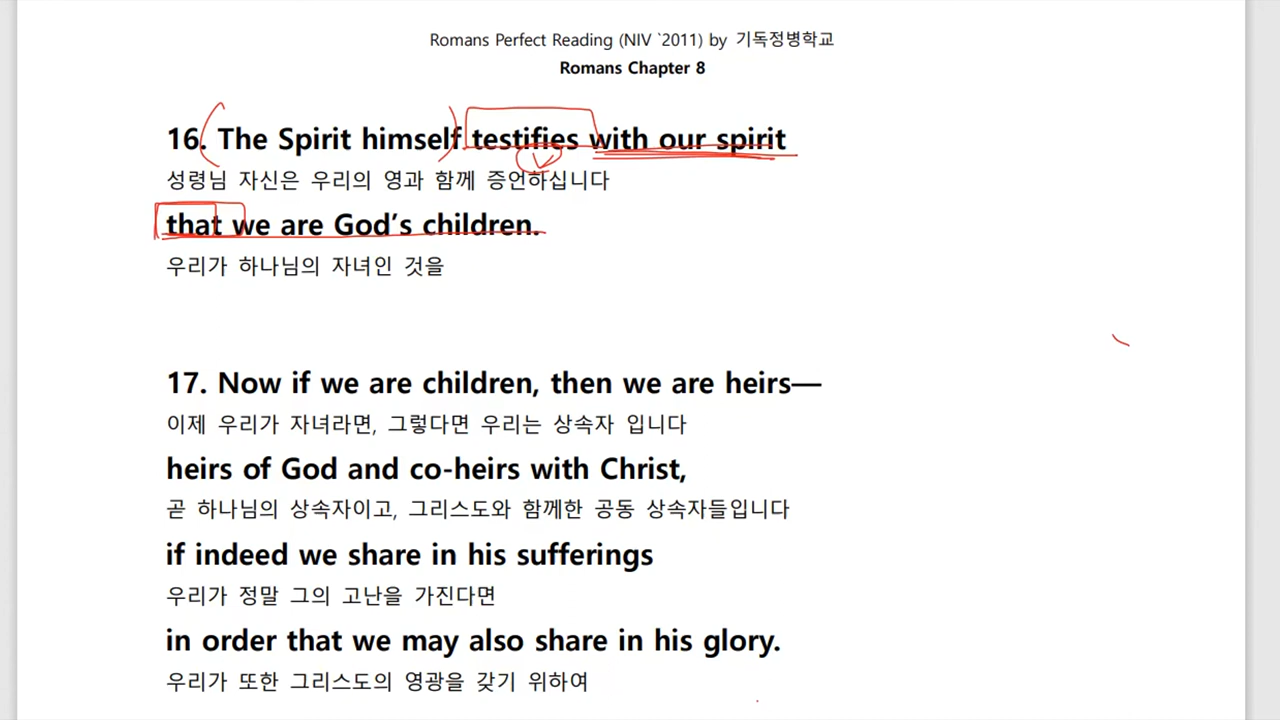 Romans Perfect Reading (NIV `2011) by 기독정병학교
Romans Chapter 8
16. The Spirit himself testifies with our spirit
성령님 자신은 우리의 영과 함께 증언하십니다
that we are God’s children.
우리가 하나님의 자녀인 것을
17. Now if we are children, then we are heirs—
이제 우리가 자녀라면, 그렇다면 우리는 상속자 입니다
heirs of God and co-heirs with Christ,
곧 하나님의 상속자이고, 그리스도와 함께한 공동 상속자들입니다
if indeed we share in his sufferings
우리가 정말 그의 고난을 가진다면
in order that we may also share in his glory.
우리가 또한 그리스도의 영광을 갖기 위하여